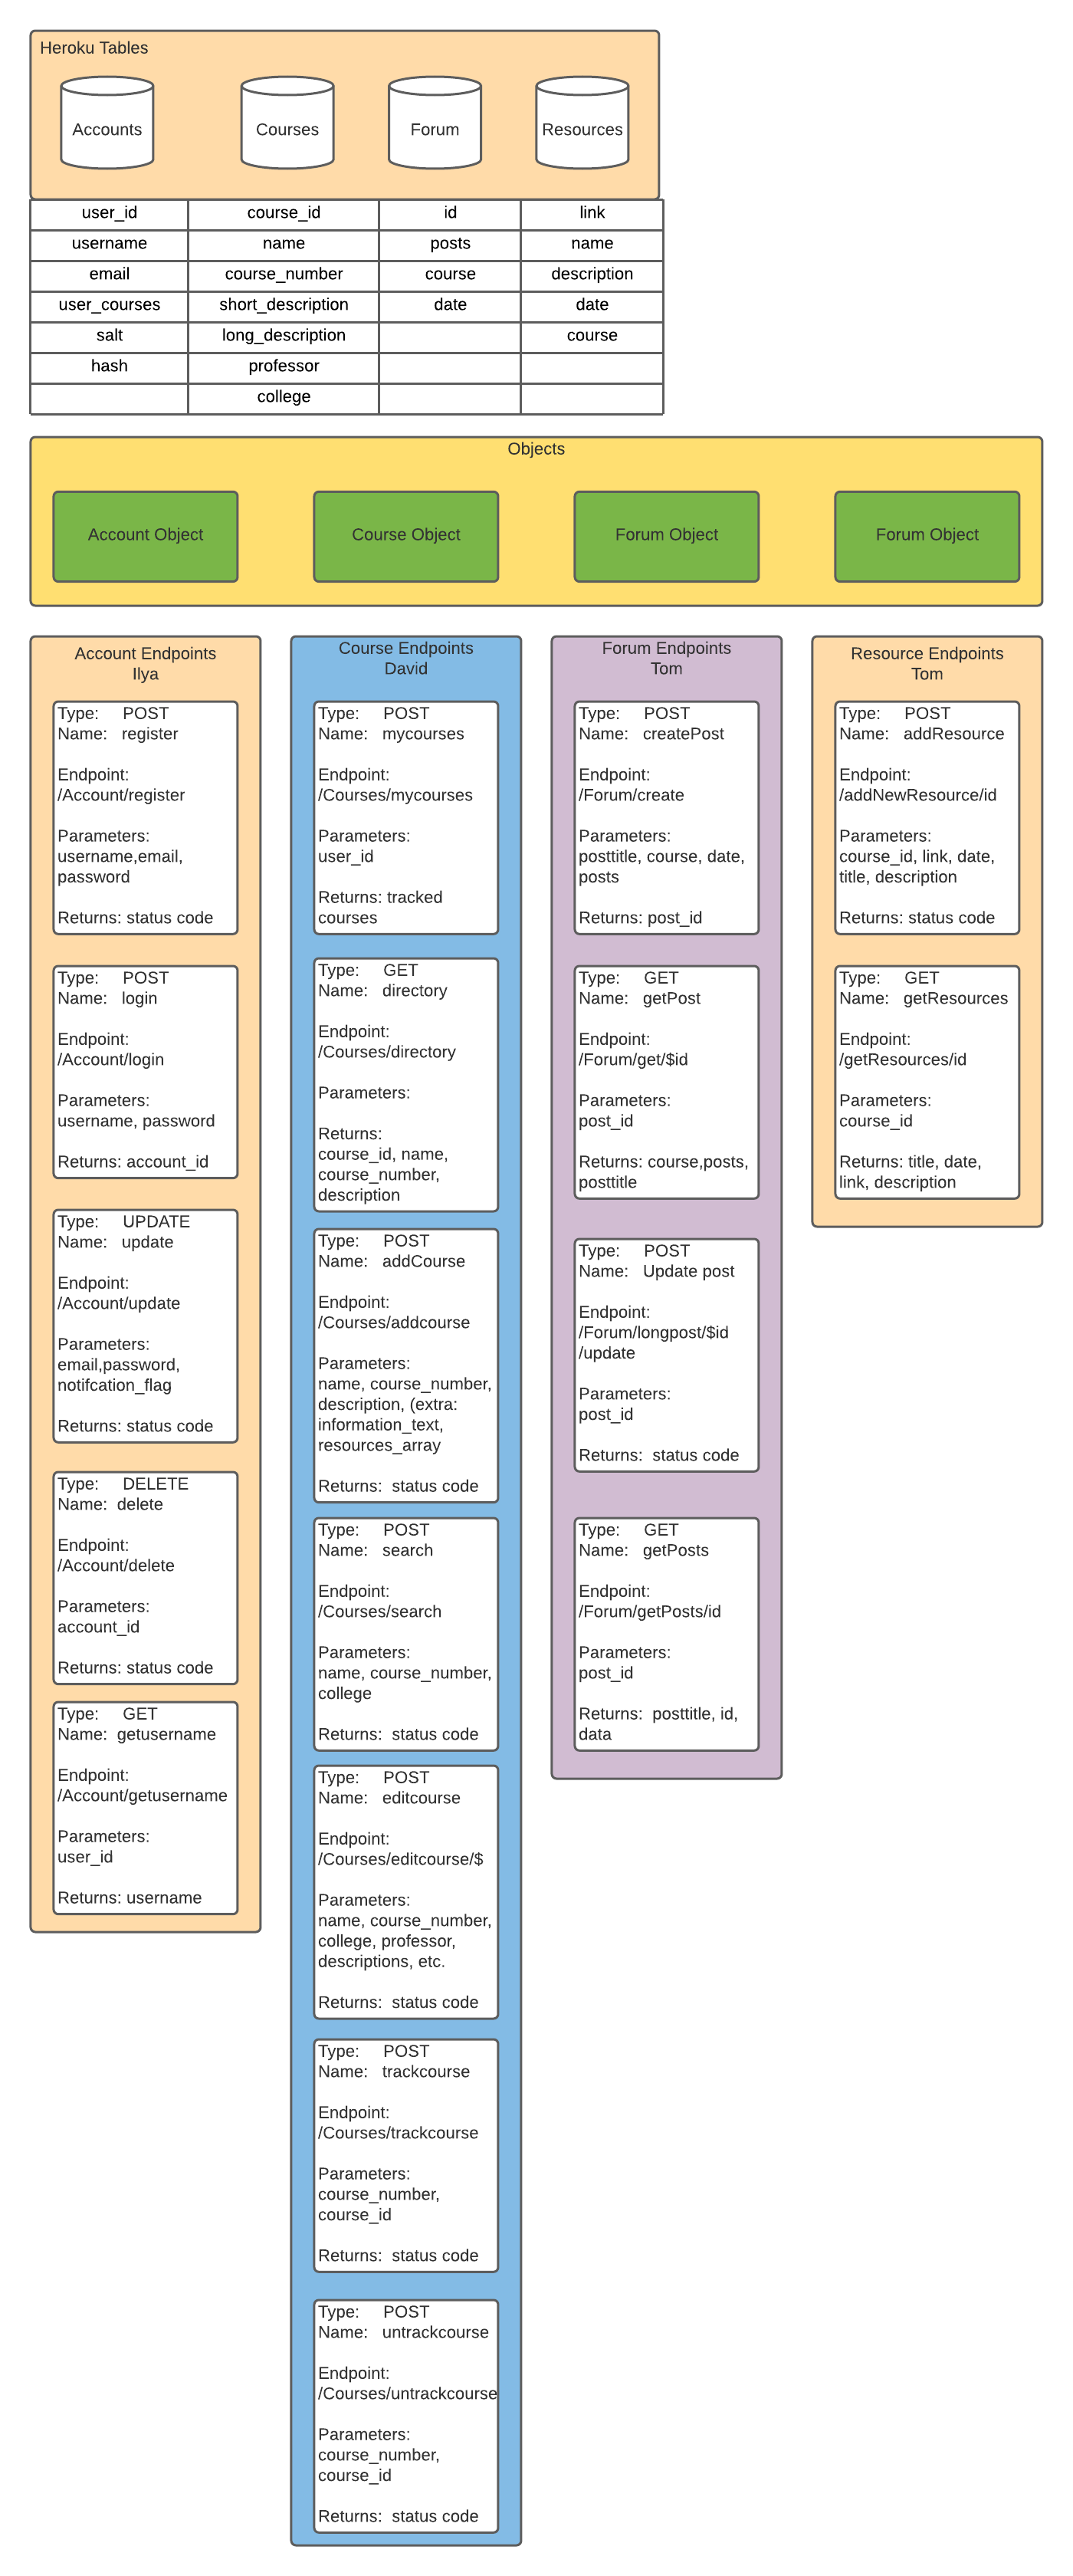 Heroku Tables
Accounts
Courses
Forum
Resources
user_id course_id id link
username name posts name
email course_number course description
user_courses short_description date date
salt long_description course
hash professor
college
Objects
Account Object
Course Object
Forum Object
Forum Object
Account Endpoints
Ilya
Type: POST
Name: register
Endpoint:
/Account/register
Parameters:
username,email,
password
Returns: status code
Type: POST
Name: login
Endpoint:
/Account/login
Parameters:
username, password
Returns: account_id
Type: UPDATE
Name: update
Endpoint:
/Account/update
Parameters:
email,password,
notifcation_flag
Returns: status code
Type: DELETE
Name: delete
Endpoint:
/Account/delete
Parameters:
account_id
Returns: status code
Type: GET
Name: getusername
Endpoint:
/Account/getusername
Parameters:
user_id
Returns: username
Course Endpoints
David
Type: POST
Name: mycourses
Endpoint:
/Courses/mycourses
Parameters:
user_id
Returns: tracked
courses
Type: GET
Name: directory
Endpoint:
/Courses/directory
Parameters:
Returns:
course_id, name,
course_number,
description
Type: POST
Name: addCourse
Endpoint:
/Courses/addcourse
Parameters:
name, course_number,
description, (extra:
information_text,
resources_array
Returns: status code
Type: POST
Name: search
Endpoint:
/Courses/search
Parameters:
name, course_number,
college
Returns: status code
Type: POST
Name: editcourse
Endpoint:
/Courses/editcourse/$
Parameters:
name, course_number,
college, professor,
descriptions, etc.
Returns: status code
Type: POST
Name: trackcourse
Endpoint:
/Courses/trackcourse
Parameters:
course_number,
course_id
Returns: status code
Type: POST
Name: untrackcourse
Endpoint:
/Courses/untrackcourse
Parameters:
course_number,
course_id
Returns: status code
Forum Endpoints
Tom
Type: POST
Name: createPost
Endpoint:
/Forum/create
Parameters:
posttitle, course, date,
posts
Returns: post_id
Type: GET
Name: getPost
Endpoint:
/Forum/get/$id
Parameters:
post_id
Returns: course,posts,
posttitle
Type: POST
Name: Update post
Endpoint:
/Forum/longpost/$id
/update
Parameters:
post_id
Returns: status code
Type: GET
Name: getPosts
Endpoint:
/Forum/getPosts/id
Parameters:
post_id
Returns: posttitle, id,
data
Resource Endpoints
Tom
Type: POST
Name: addResource
Endpoint:
/addNewResource/id
Parameters:
course_id, link, date,
title, description
Returns: status code
Type: GET
Name: getResources
Endpoint:
/getResources/id
Parameters:
course_id
Returns: title, date,
link, description